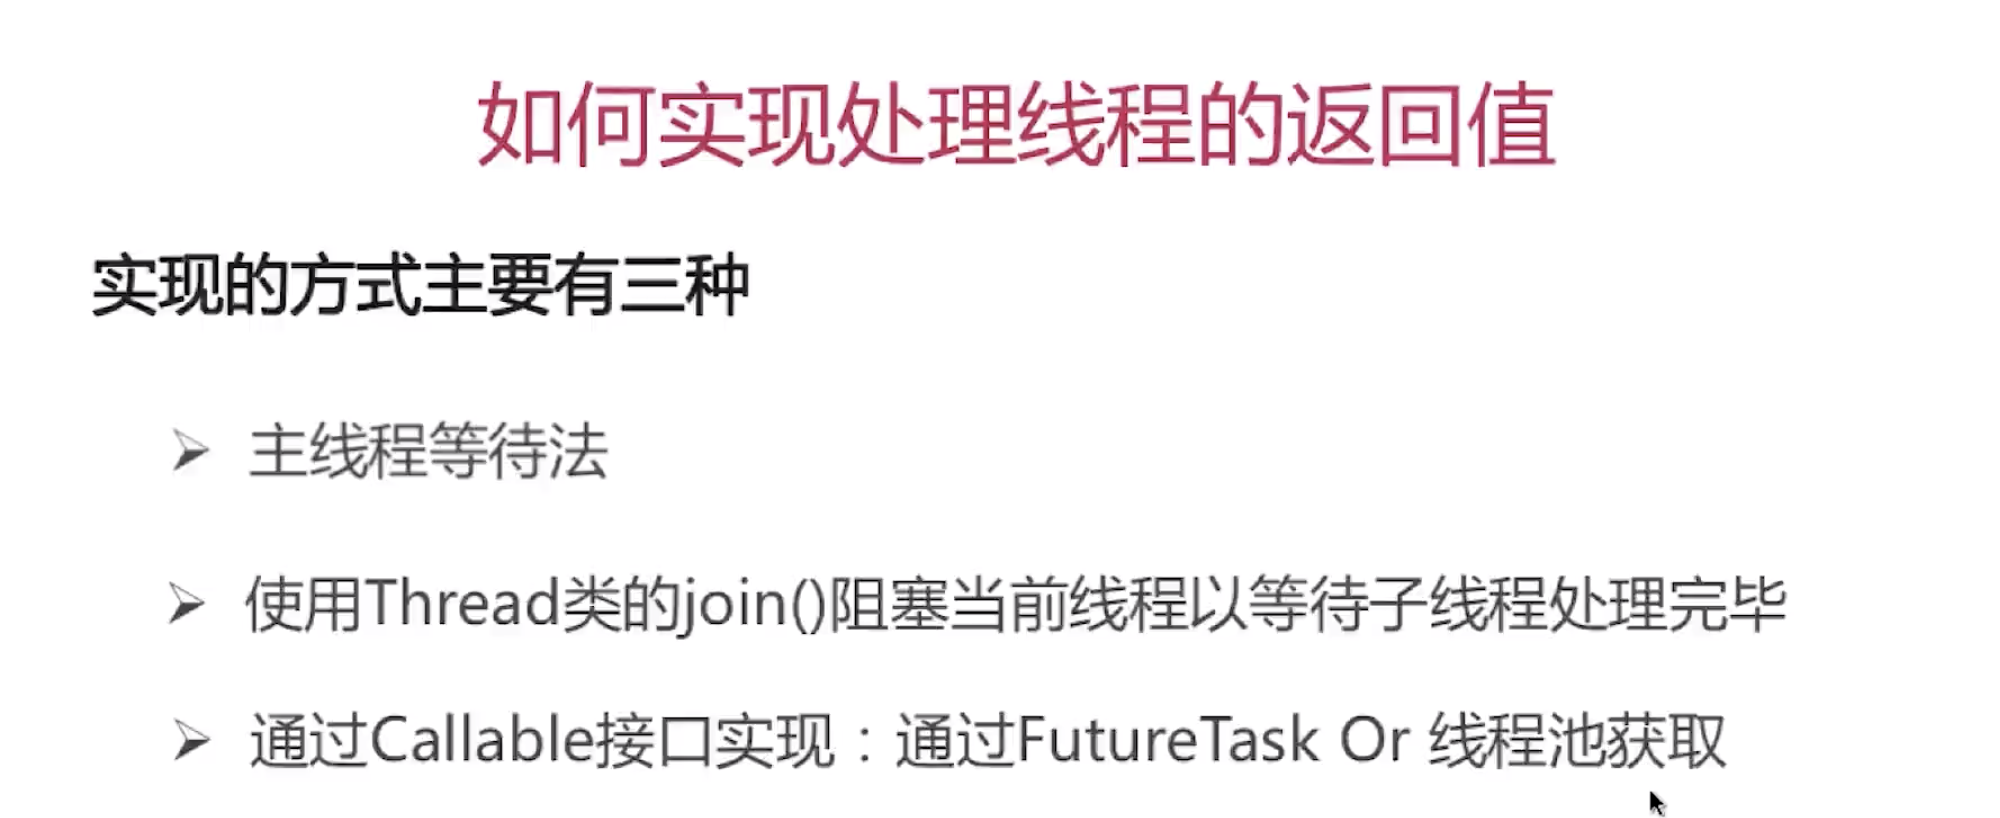 如何实现处理线程的返回值
实现的方式主要有三种
主线程等待法
使用Thread类的join()阻塞当前线程以等待子线程处理完毕
通过Callable接口实现：通过FutureTask Or 线程池获取